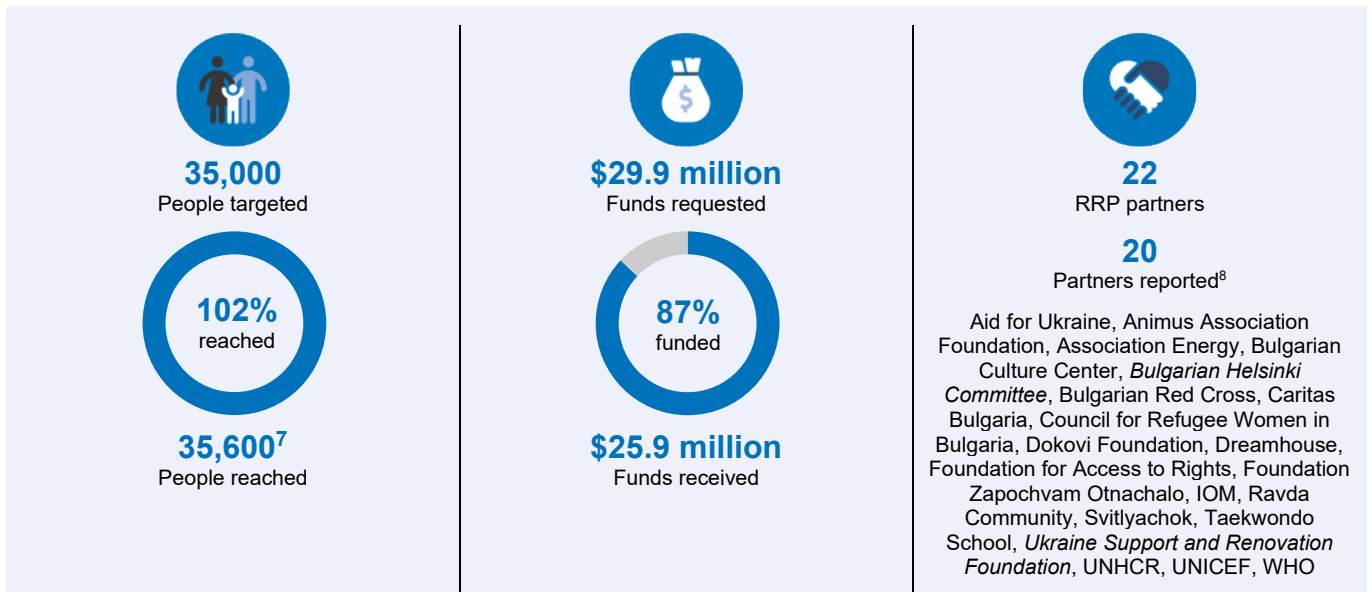 35,000
People targeted
102%
reached
35,600⁷
People reached
$
$29.9 million
Funds requested
87%
funded
$25.9 million
Funds received
22
RRP partners
20
Partners reported⁸
Aid for Ukraine, Animus Association
Foundation, Association Energy, Bulgarian
Culture Center, Bulgarian Helsinki
Committee, Bulgarian Red Cross, Caritas
Bulgaria, Council for Refugee Women in
Bulgaria, Dokovi Foundation, Dreamhouse,
Foundation for Access to Rights, Foundation
Zapochvam Otnachalo, IOM, Ravda
Community, Svitlyachok, Taekwondo
School, Ukraine Support and Renovation
Foundation, UNHCR, UNICEF, WHO